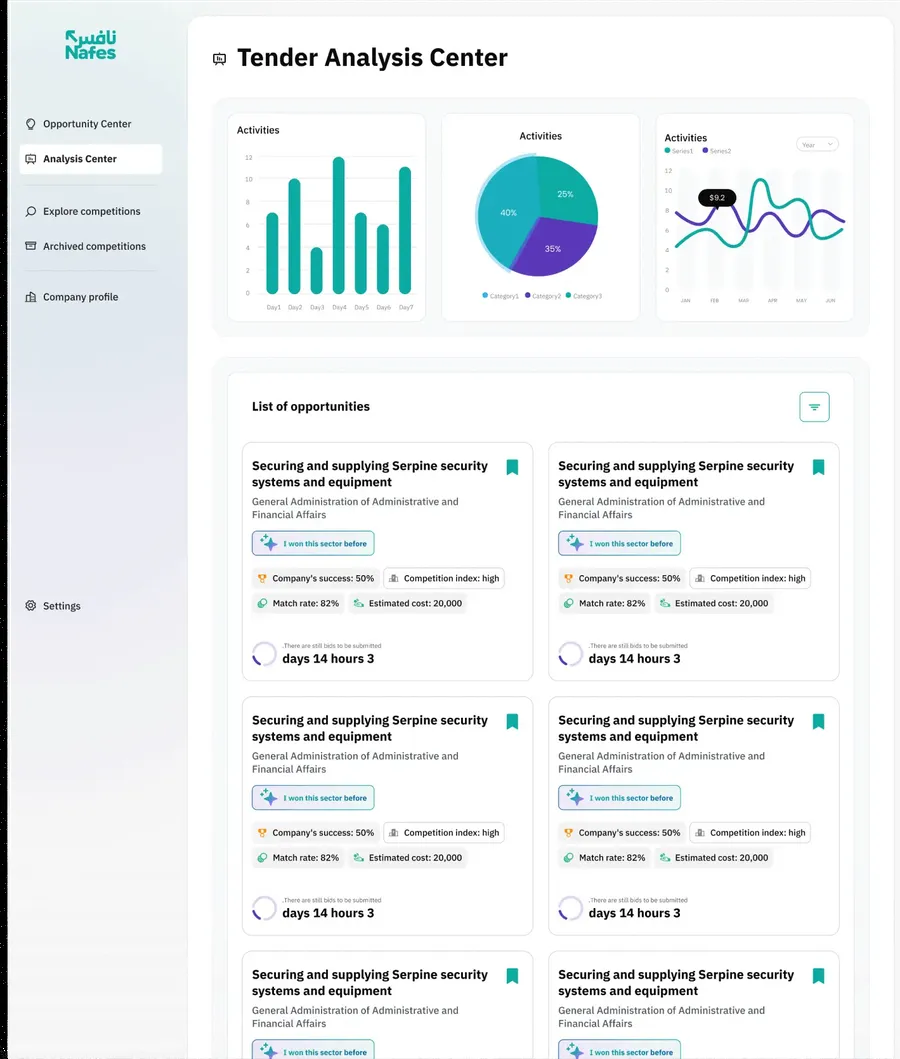 نافس
Nafes
Opportunity Center
Analysis Center
Explore competitions
Archived competitions
Company profile
Settings
Tender Analysis Center
Activities
12
10
8
6
4
2
0
Day1 Day2 Day3 Day4 Day5 Day6 Day7
Activities
40%
25%
35%
Category1 Category2 Category3
Activities
Series1 Series2
Year
12
10
8
6
4
2
0
$9.2
JAN FEB MAY APR MAY JUN
List of opportunities
Securing and supplying Serpine security
systems and equipment
General Administration of Administrative and
Financial Affairs
I won this sector before
Company's success: 50% Competition index: high
Match rate: 82% Estimated cost: 20,000
.There are still bids to be submitted
days 14 hours 3
Securing and supplying Serpine security
systems and equipment
General Administration of Administrative and
Financial Affairs
I won this sector before
Company's success: 50% Competition index: high
Match rate: 82% Estimated cost: 20,000
.There are still bids to be submitted
days 14 hours 3
Securing and supplying Serpine security
systems and equipment
General Administration of Administrative and
Financial Affairs
I won this sector before
Company's success: 50% Competition index: high
Match rate: 82% Estimated cost: 20,000
.There are still bids to be submitted
days 14 hours 3
Securing and supplying Serpine security
systems and equipment
General Administration of Administrative and
Financial Affairs
I won this sector before
Company's success: 50% Competition index: high
Match rate: 82% Estimated cost: 20,000
.There are still bids to be submitted
days 14 hours 3
Securing and supplying Serpine security
systems and equipment
General Administration of Administrative and
Financial Affairs
I won this sector before
Securing and supplying Serpine security
systems and equipment
General Administration of Administrative and
Financial Affairs
I won this sector before